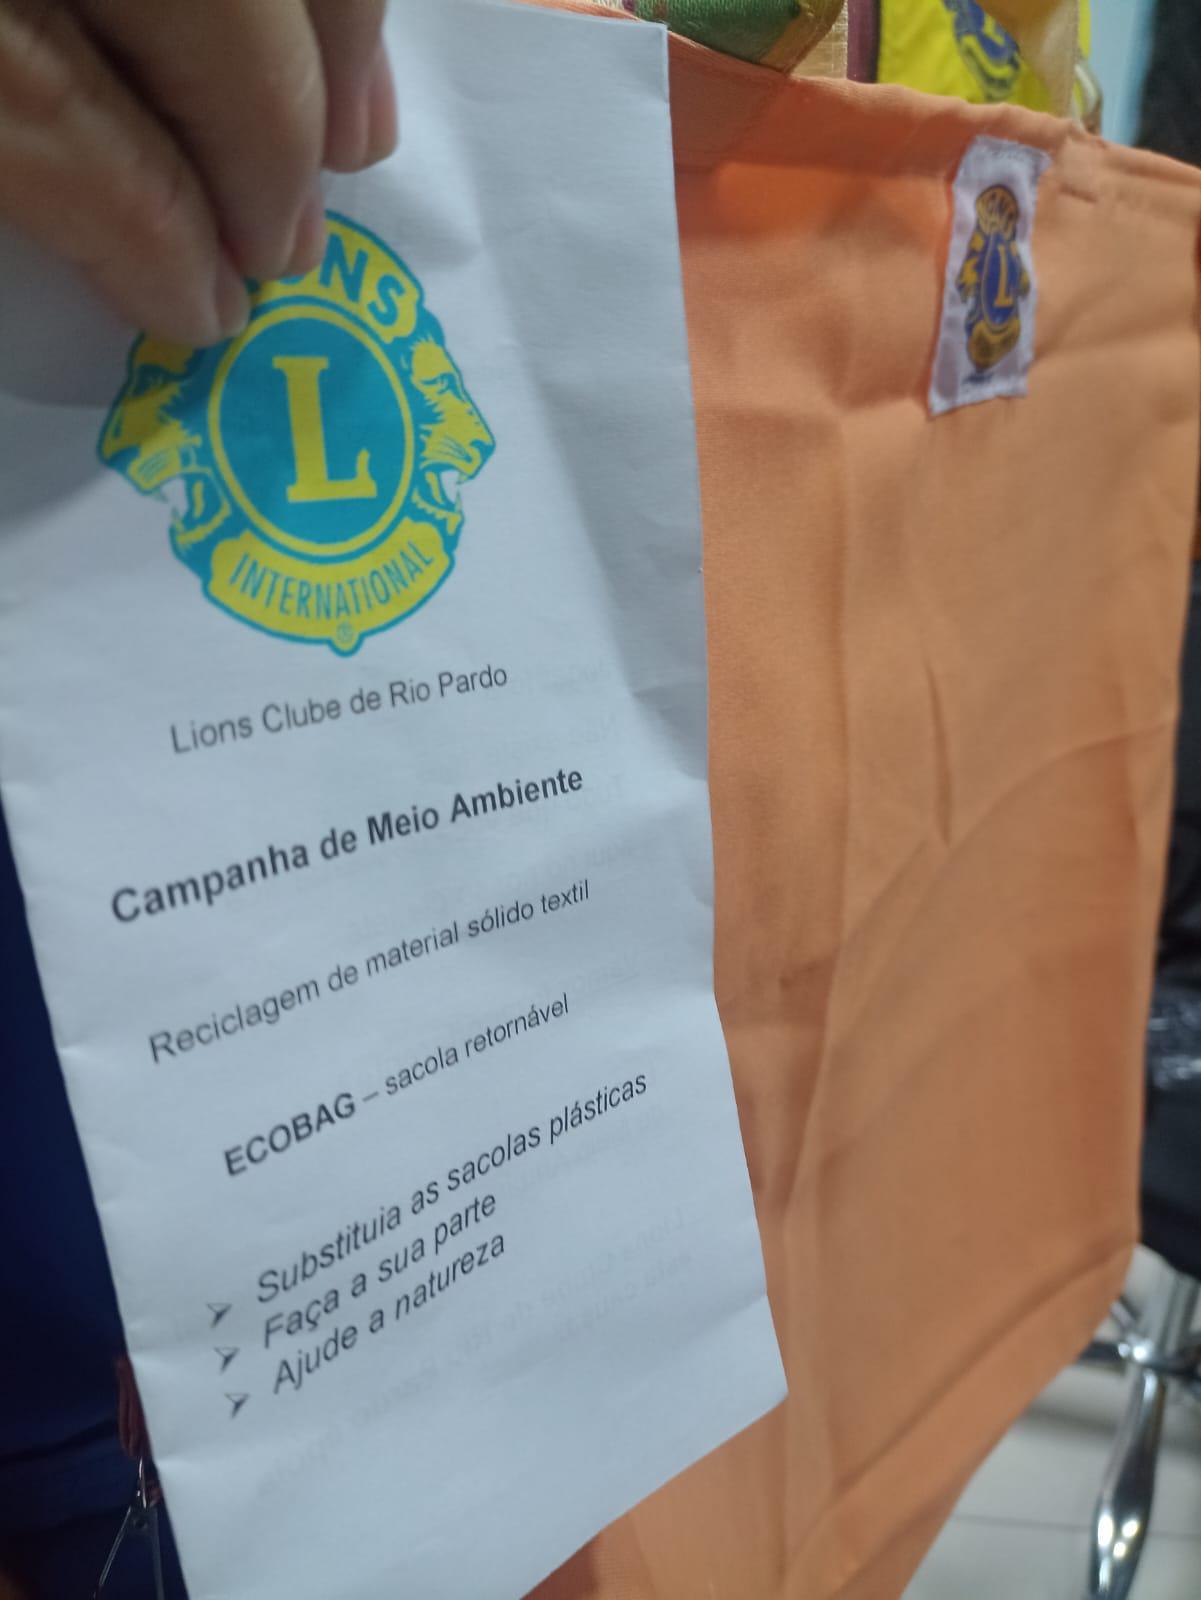 LIONS
L
INTERNATIONAL
®
Lions Clube de Rio Pardo
Campanha de Meio Ambiente
Reciclagem de material sólido textil
ECOBAG – sacola retornável
➢ Substituia as sacolas plásticas
➢ Faça a sua parte
➢ Ajude a natureza
L